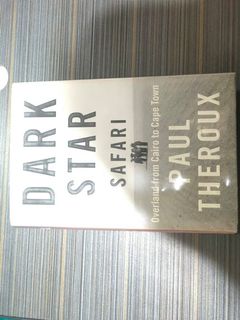 DARK
STAR
SAFARI
Overland from Cairo to Cape Town
PAUL
THEROUX